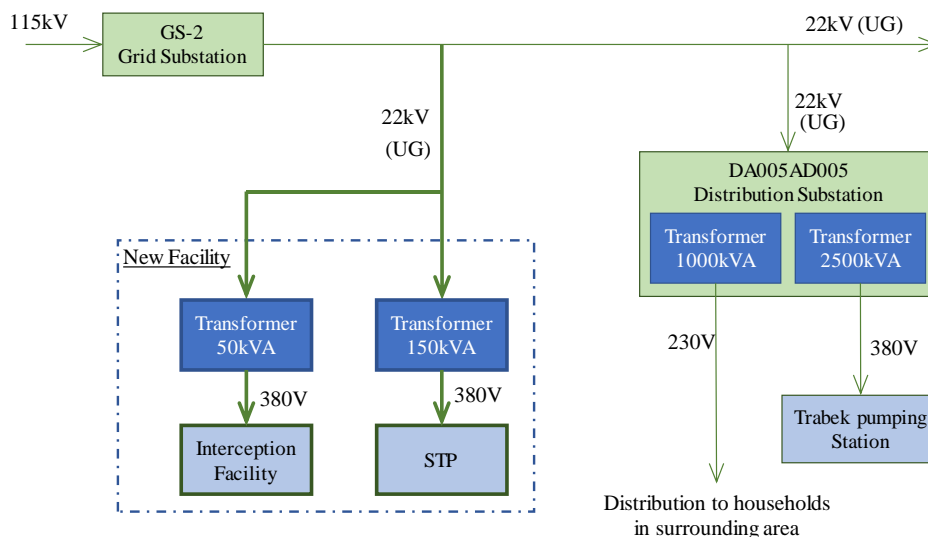 115kV
GS-2
Grid Substation
22kV (UG)
22kV
(UG)
22kV
(UG)
DA005AD005
Distribution Substation
Transformer
1000kVA
Transformer
2500kVA
New Facility
Transformer
50kVA
Transformer
150kVA
230V
380V
380V
380V
Interception
Facility
STP
Trabek pumping
Station
Distribution to households
in surrounding area